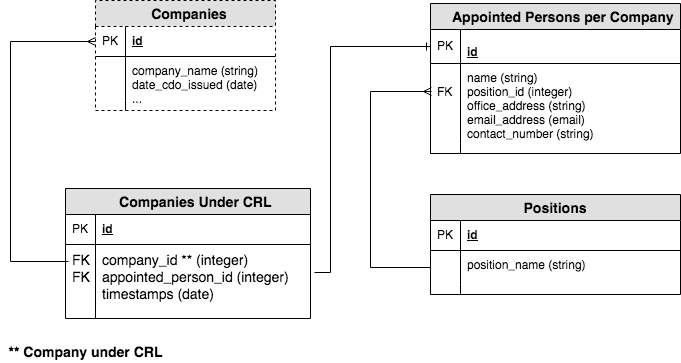 Companies
PK id
company_name (string)
date_cdo_issued (date)
...
Appointed Persons per Company
PK id
name (string)
FK position_id (integer)
office_address (string)
email_address (email)
contact_number (string)
Companies Under CRL
PK id
FK company_id ** (integer)
FK appointed_person_id (integer)
timestamps (date)
Positions
PK id
position_name (string)
** Company under CRL